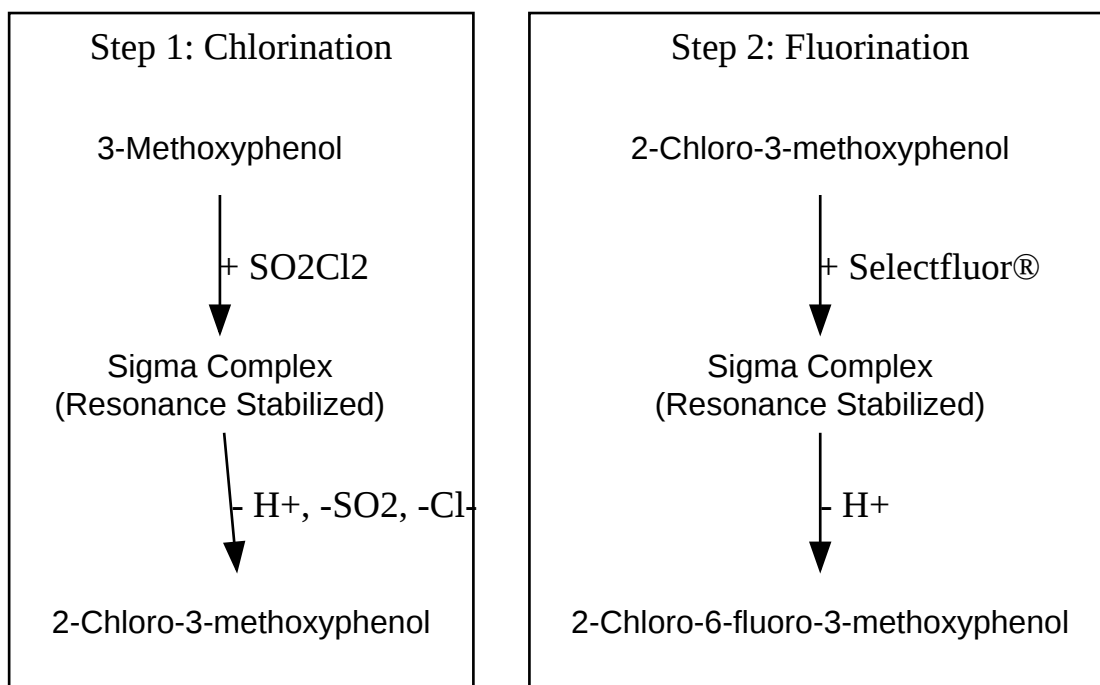 Step 1: Chlorination
3-Methoxyphenol
+ SO2Cl2
Sigma Complex
(Resonance Stabilized)
- H+, -SO2, -Cl-
2-Chloro-3-methoxyphenol
Step 2: Fluorination
2-Chloro-3-methoxyphenol
+ Selectfluor®
Sigma Complex
(Resonance Stabilized)
- H+
2-Chloro-6-fluoro-3-methoxyphenol